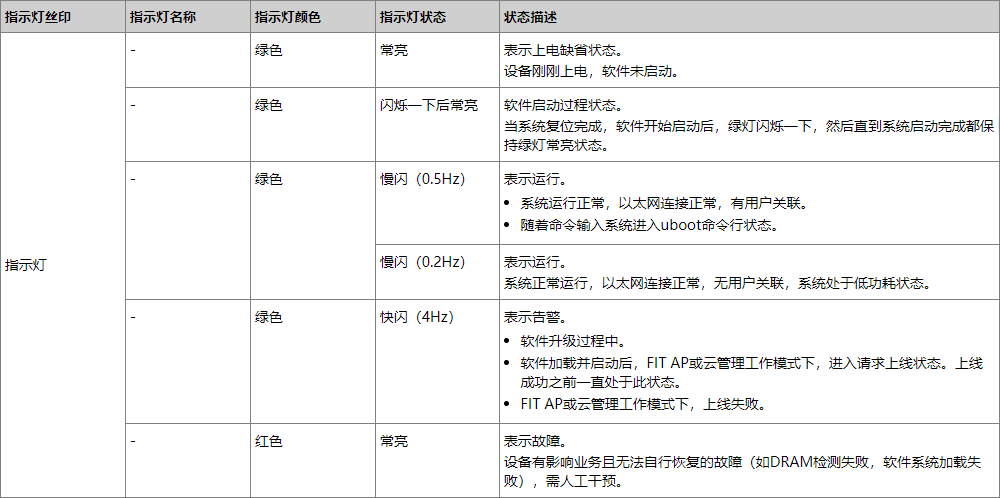 指示灯丝印 指示灯名称 指示灯颜色 指示灯状态 状态描述
指示灯
- 绿色 常亮 表示上电缺省状态。
设备刚刚上电，软件未启动。
- 绿色 闪烁一下后常亮 软件启动过程状态。
当系统复位完成，软件开始启动后，绿灯闪烁一下，然后直到系统启动完成都保
持绿灯常亮状态。
- 绿色 慢闪（0.5Hz） 表示运行。
• 系统运行正常，以太网连接正常，有用户关联。
• 随着命令输入系统进入uboot命令行状态。
慢闪（0.2Hz） 表示运行。
系统正常运行，以太网连接正常，无用户关联，系统处于低功耗状态。
- 绿色 快闪（4Hz） 表示告警。
• 软件升级过程中。
• 软件加载并启动后，FIT AP或云管理工作模式下，进入请求上线状态。上线
成功之前一直处于此状态。
• FIT AP或云管理工作模式下，上线失败。
- 红色 常亮 表示故障。
设备有影响业务且无法自行恢复的故障（如DRAM检测失败，软件系统加载失
败），需人工干预。